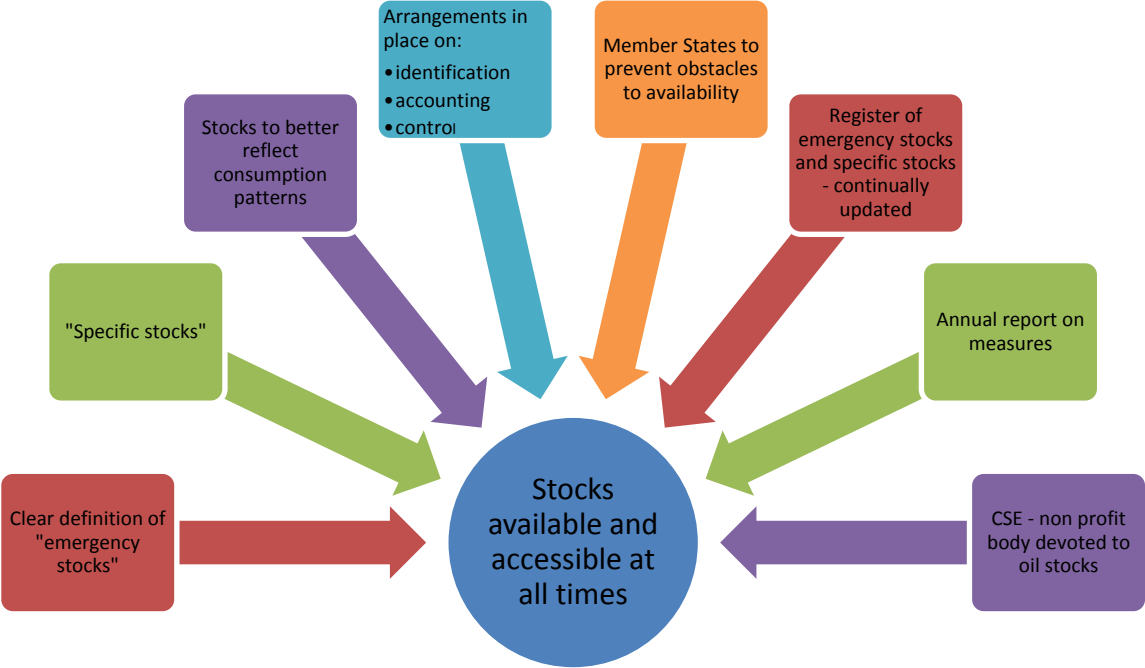 Arrangements in
place on:
•identification
•accounting
•control
Member States to
prevent obstacles
to availability
Stocks to better
reflect
consumption
patterns
Register of
emergency stocks
and specific stocks
- continually
updated
"Specific stocks"
Annual report on
measures
Clear definition of
"emergency
stocks"
Stocks
available and
accessible at
all times
CSE - non profit
body devoted to
oil stocks